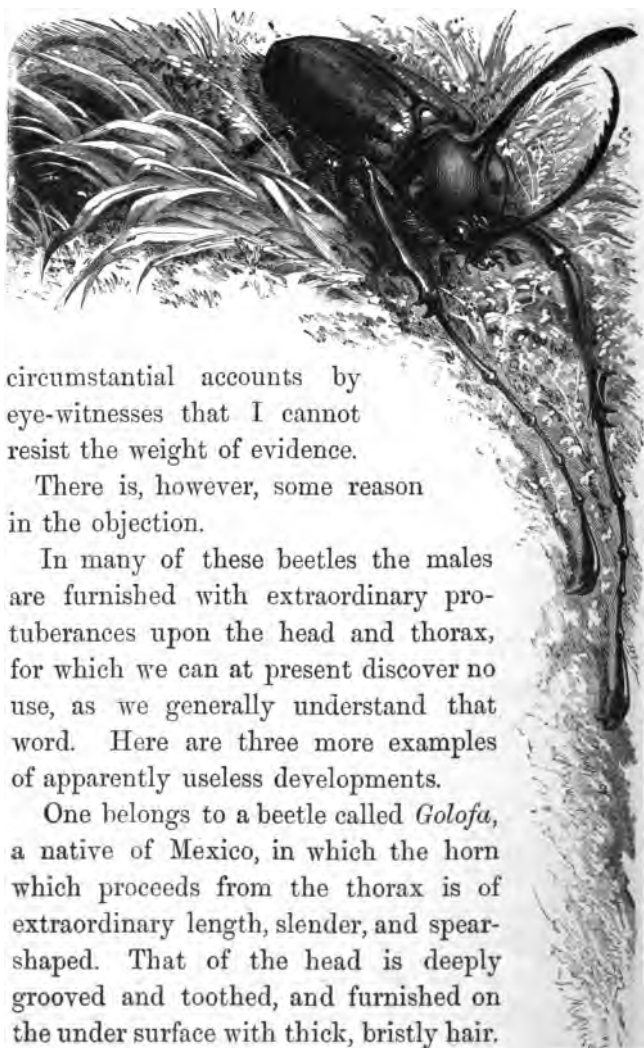 circumstantial accounts by
eye-witnesses that I cannot
resist the weight of evidence.
There is, however, some reason
in the objection.
In many of these beetles the males
are furnished with extraordinary pro-
tuberances upon the head and thorax,
for which we can at present discover no
use, as we generally understand that
word. Here are three more examples
of apparently useless developments.
One belongs to a beetle called Golofa,
a native of Mexico, in which the horn
which proceeds from the thorax is of
extraordinary length, slender, and spear-
shaped. That of the head is deeply
grooved and toothed, and furnished on
the under surface with thick, bristly hair.